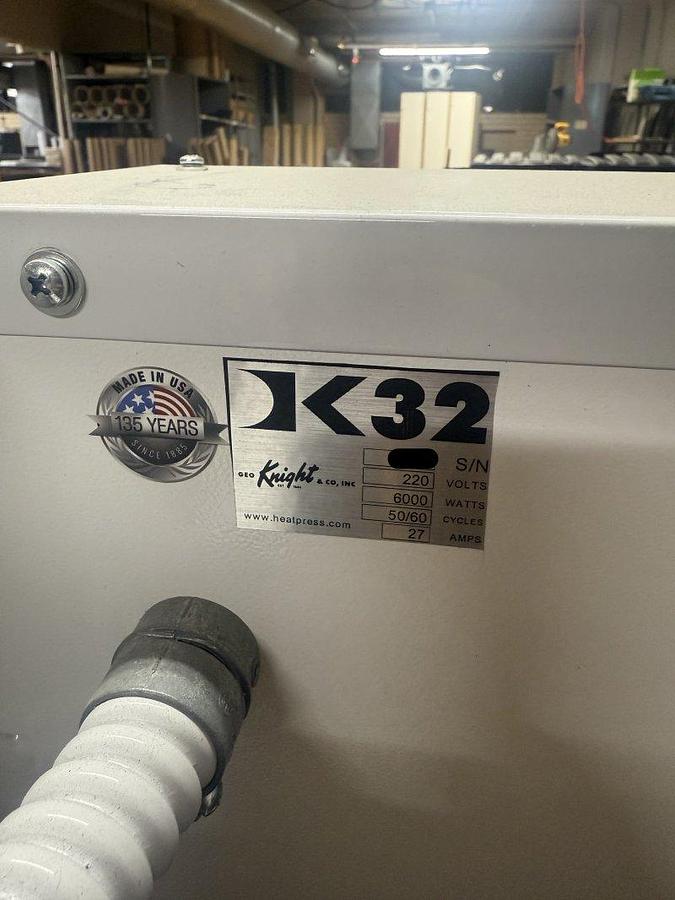 MADE IN USA
135 YEARS
SINCE 1885
K32
S/N
220 VOLTS
6000 WATTS
50/60 CYCLES
27 AMPS
GEO Knight & CO, INC
www.heatpress.com